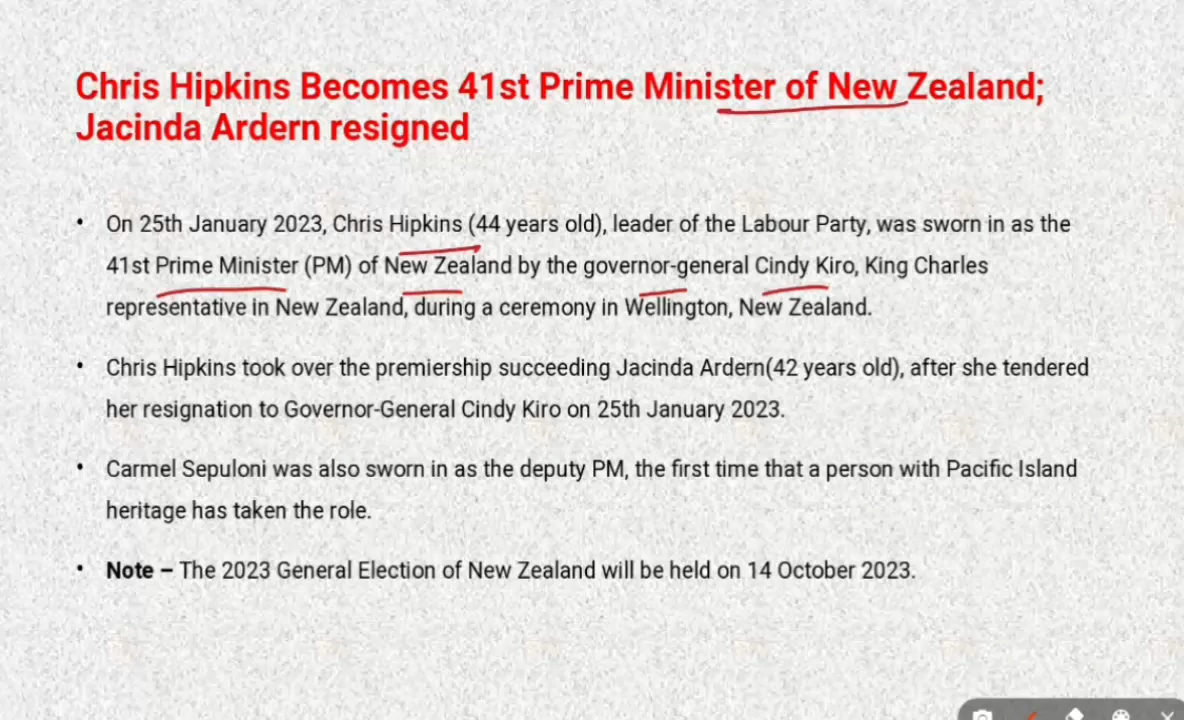 Chris Hipkins Becomes 41st Prime Minister of New Zealand;
Jacinda Ardern resigned
• On 25th January 2023, Chris Hipkins (44 years old), leader of the Labour Party, was sworn in as the
41st Prime Minister (PM) of New Zealand by the governor-general Cindy Kiro, King Charles
representative in New Zealand, during a ceremony in Wellington, New Zealand.
• Chris Hipkins took over the premiership succeeding Jacinda Ardern(42 years old), after she tendered
her resignation to Governor-General Cindy Kiro on 25th January 2023.
• Carmel Sepuloni was also sworn in as the deputy PM, the first time that a person with Pacific Island
heritage has taken the role.
• Note – The 2023 General Election of New Zealand will be held on 14 October 2023.